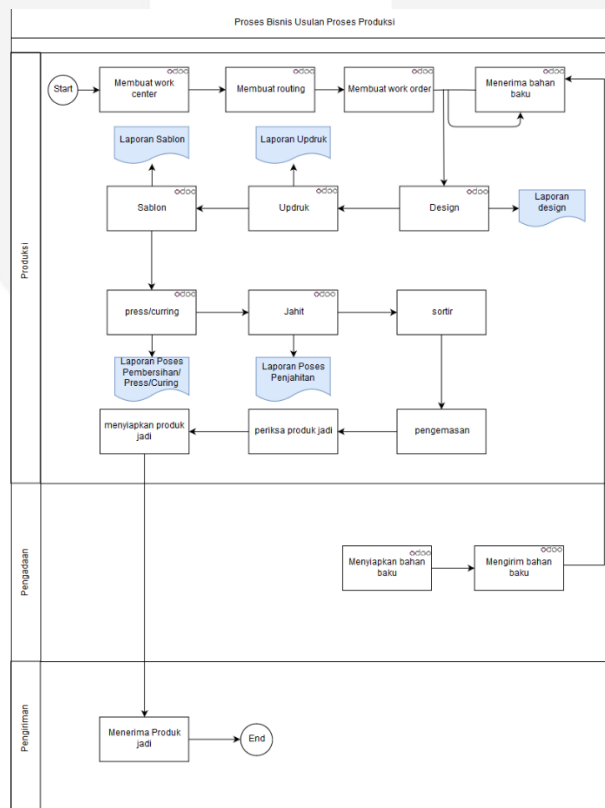 Proses Bisnis Usulan Proses Produksi
Produksi
Start
odoo
Membuat work
center
odoo
Membuat routing
odoo
Membuat work order
odoo
Menerima bahan
baku
Laporan Sablon
Laporan Updruk
odoo
Sablon
odoo
Updruk
odoo
Design
Laporan
design
odoo
press/curring
odoo
Jahit
sortir
Laporan Poses
Pembersihan/
Press/Curing
Laporan Poses
Penjahitan
menyiapkan produk
jadi
periksa produk jadi
pengemasan
Pengadaan
odoo
Menyiapkan bahan
baku
odoo
Mengirim bahan
baku
Pengiriman
Menerima Produk
jadi
End